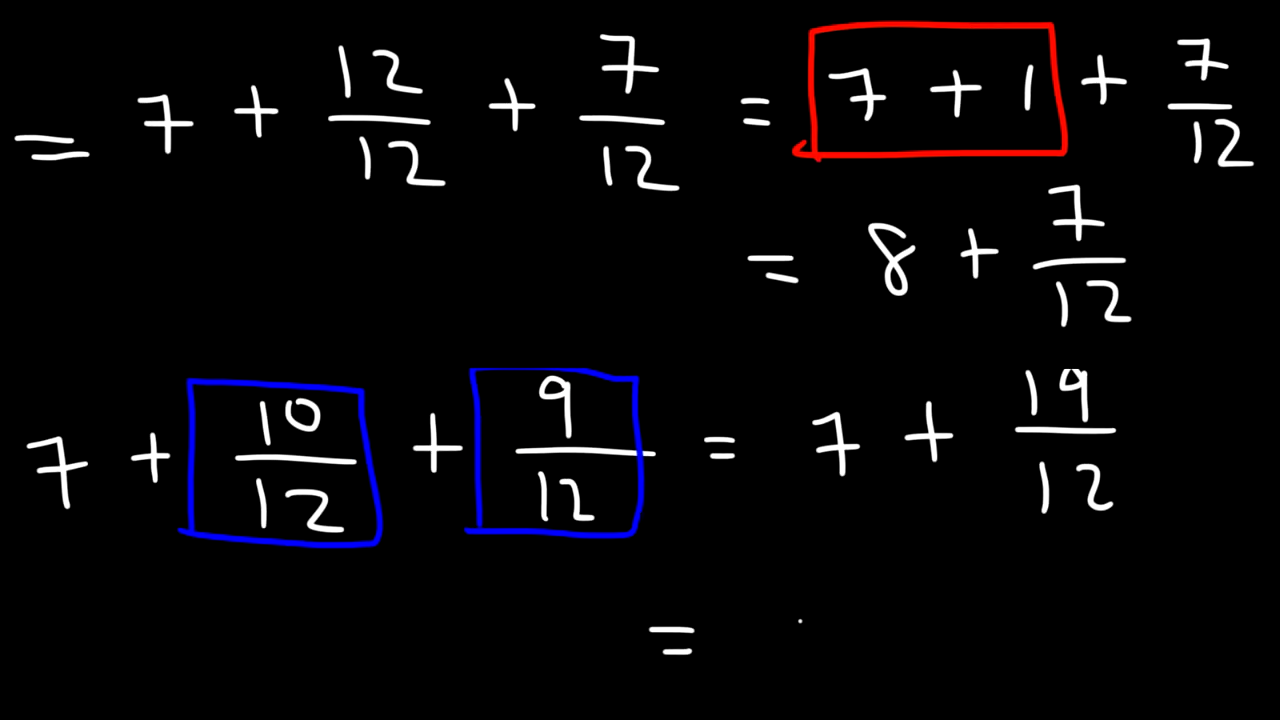 = 7 + 12/12 + 7/12 = 7 + 1 + 7/12
= 8 + 7/12
7 + 10/12 + 9/12 = 7 + 19/12
=